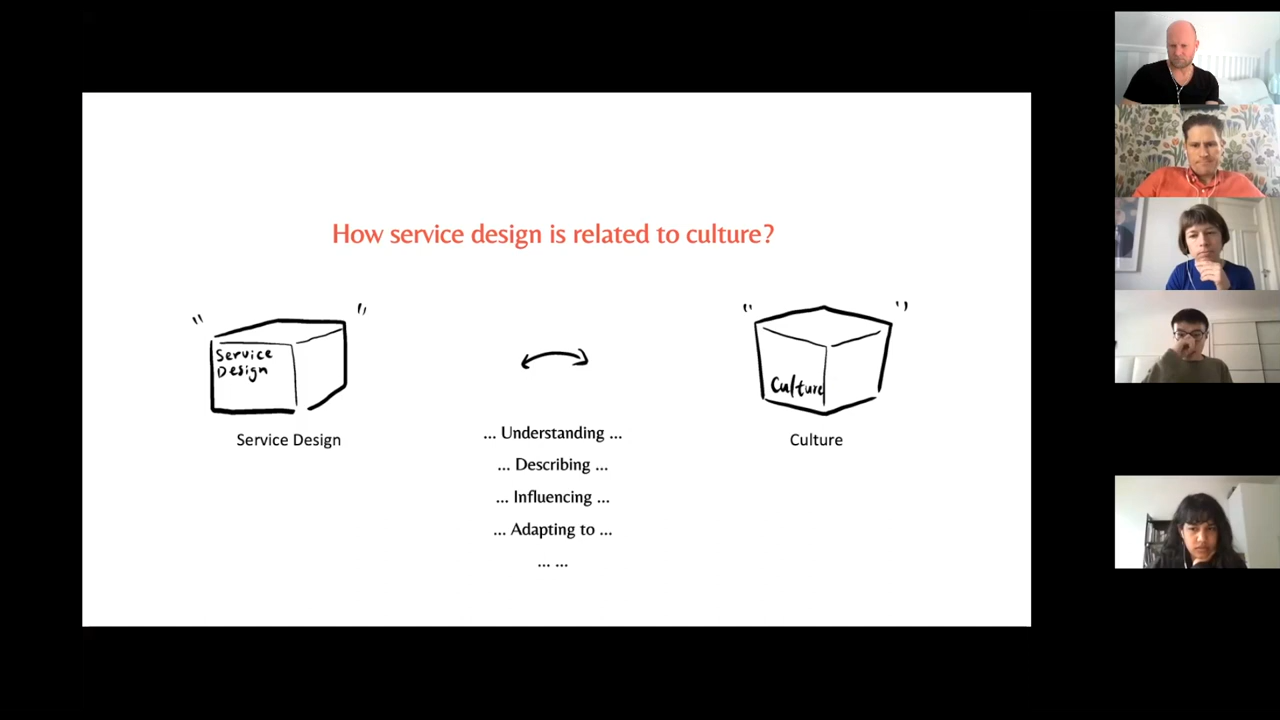 How service design is related to culture?
Service
Design
Culture
Service Design
Culture
... Understanding ...
... Describing ...
... Influencing ...
... Adapting to ...
... ...